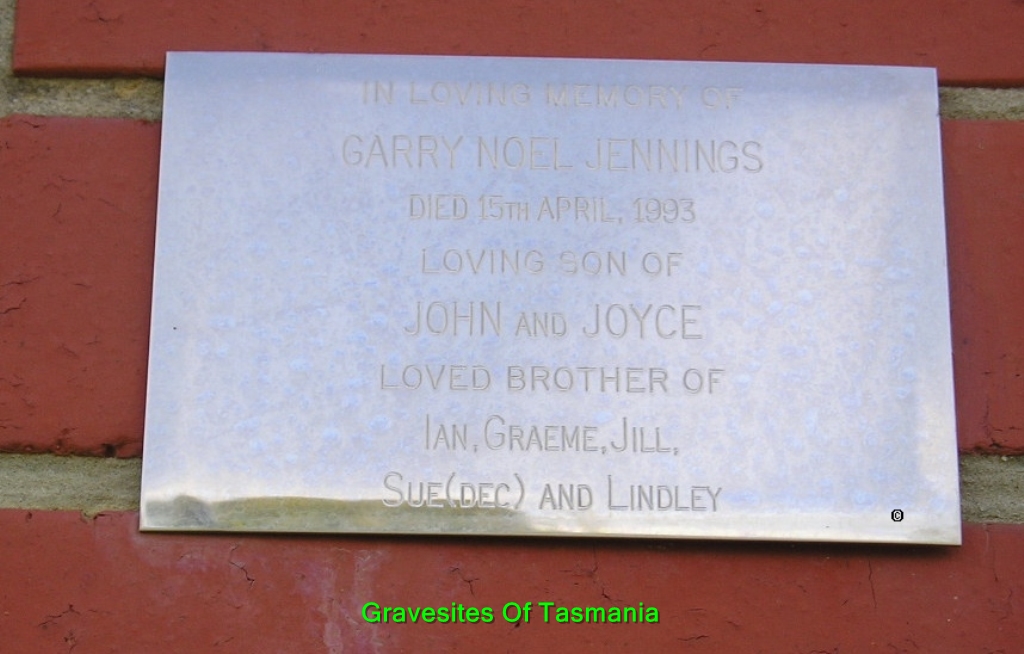 IN LOVING MEMORY OF
GARRY NOEL JENNINGS
DIED 15TH APRIL, 1993
LOVING SON OF
JOHN AND JOYCE
LOVED BROTHER OF
IAN, GRAEME, JILL,
SUE(DEC) AND LINDLEY
©
Gravesites Of Tasmania